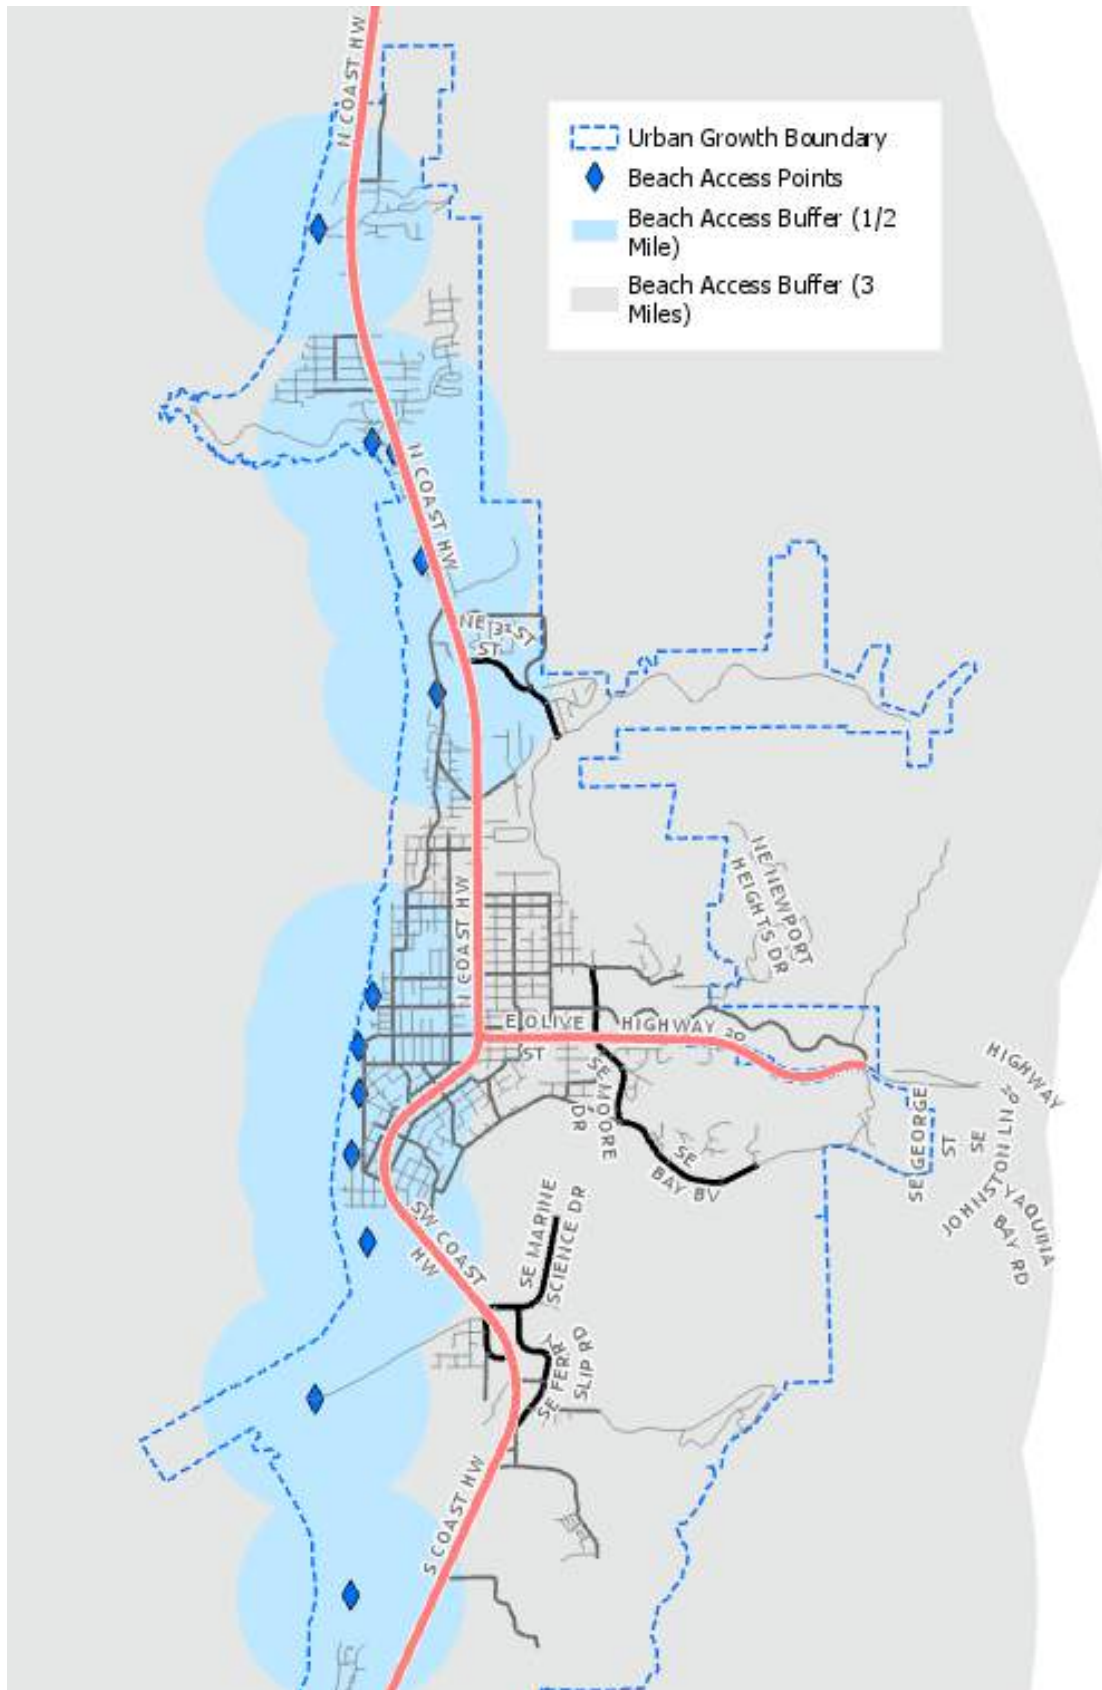 N COAST HW
Urban Growth Boundary
Beach Access Points
Beach Access Buffer (1/2
Mile)
Beach Access Buffer (3
Miles)
N COAST HW
NE
ST
ST
NE NEWPORT
HEIGHTS DR
N COAST HW
E OLIVE
ST
HIGHWAY 20
SE MOORE
DR
SE
BAY BV
HIGHWAY
20
SE GEORGE
ST
SE
JOHNSTON LN
YAQUINA
BAY RD
SW COAST
HW
SE MARINE
SCIENCE DR
SE FERRY
SLIP RD
S COAST HW